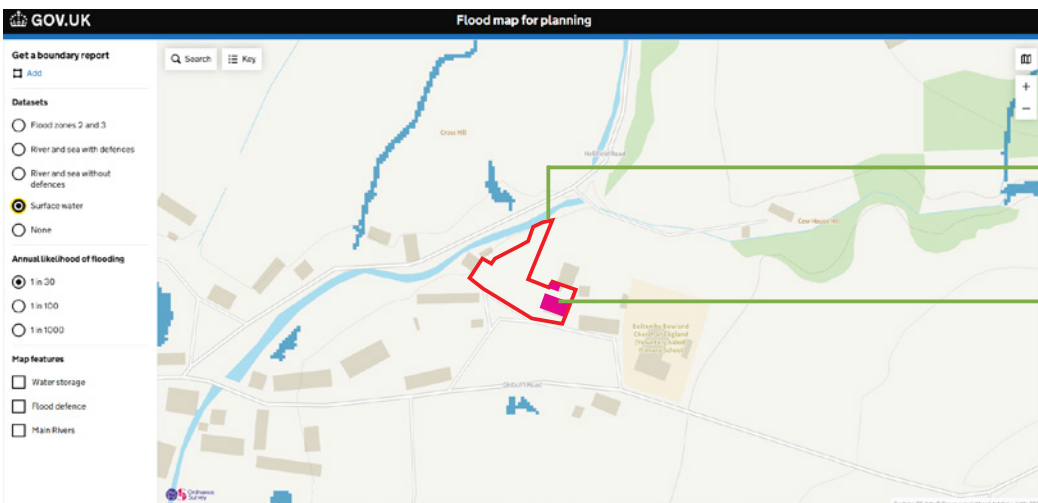 GOV.UK
Flood map for planning
Get a boundary report
Add
Datasets
Flood zones 2 and 3
River and sea with defences
River and sea without
defences
Surface water
None
Annual likelihood of flooding
1 in 30
1 in 100
1 in 1000
Map features
Water storage
Flood defence
Main Rivers
Search
Key
Cross Hill
Hellifield Road
Cow House Hill
Bolton by Bowland
Church of England
(Voluntary Aided)
Primary School
Gisburn Road
Ordnance
Survey